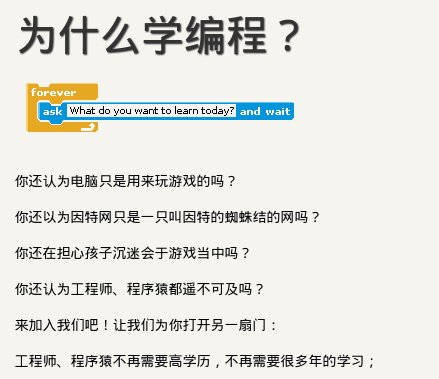 为什么学编程？
forever
ask What do you want to learn today? and wait
你还认为电脑只是用来玩游戏的吗？
你还以为因特网只是一只叫因特的蜘蛛结的网吗？
你还在担心孩子沉迷会于游戏当中吗？
你还认为工程师、程序猿都遥不可及吗？
来加入我们吧！让我们为你打开另一扇门：
工程师、程序猿不再需要高学历，不再需要很多年的学习；